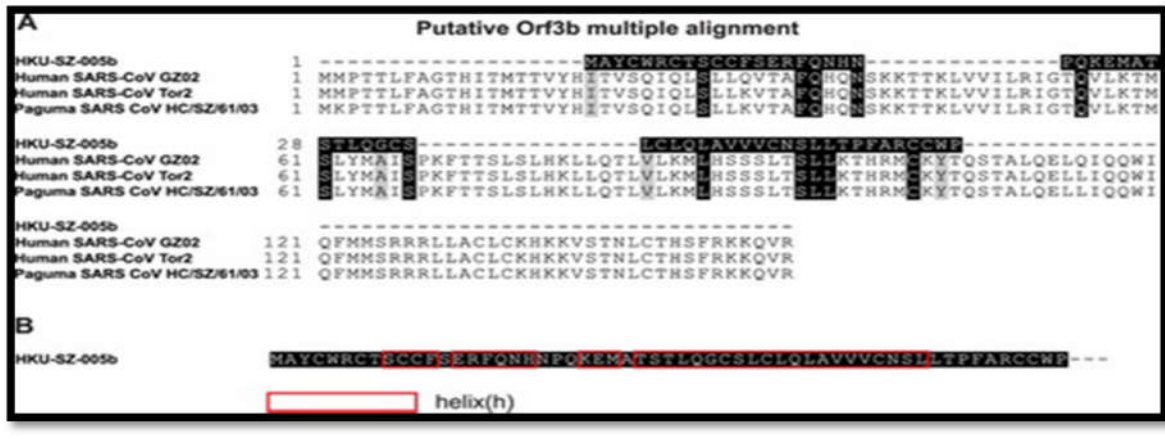 A
Putative Orf3b multiple alignment
HKU-SZ-005b 1 -------------------MAYCWRCTSCCFSERFQNHN--------------PQKEMAT
Human SARS-CoV GZ02 1 MMPTTLFAGTHITMTTVYHITVSQIQLSLLQVTAFQHQNSKKTTKLVVILRIGTQVLKTM
Human SARS-CoV Tor2 1 MMPTTLFAGTHITMTTVYHITVSQIQLSLLKVTAFQHQNSKKTTKLVVILRIGTQVLKTM
Paguma SARS CoV HC/SZ/61/03 1 MKPTTLFAGTHITMTTVYHITVSQIQLSLLKVTAFQHQNSKKTTKLVVILRIGTQVLKTM
HKU-SZ-005b 28 STLQGCS----------------LCLQLAVVVCNSLLTPFARCCWP--------------
Human SARS-CoV GZ02 61 SLYMAISPKFTTSLSLHKLLQTLVLKMLHSSSLTSLLKTHRMCKYTQSTALQELQIQQWI
Human SARS-CoV Tor2 61 SLYMAISPKFTTSLSLHKLLQTLVLKMLHSSSLTSLLKTHRMCKYTQSTALQELLIQQWI
Paguma SARS CoV HC/SZ/61/03 61 SLYMAISPKFTTSLSLHKLLQTLVLKMLHSSSLTSLLKTHRMCKYTQSTALQELLIQQWI
HKU-SZ-005b ----------------------------------
Human SARS-CoV GZ02 121 QFMMSRRRLLACLCKHKKVSTNLCTHSFRKKQVR
Human SARS-CoV Tor2 121 QFMMSRRRLLACLCKHKKVSTNLCTHSFRKKQVR
Paguma SARS CoV HC/SZ/61/03 121 QFMMSRRRLLACLCKHKKVSTNLCTHSFRKKQVR
B
HKU-SZ-005b MAYCWRCTSCCFSERFQNHNPQKEMATSTLQGCSLCLQLAVVVCNSLLTPFARCCWP---
helix(h)